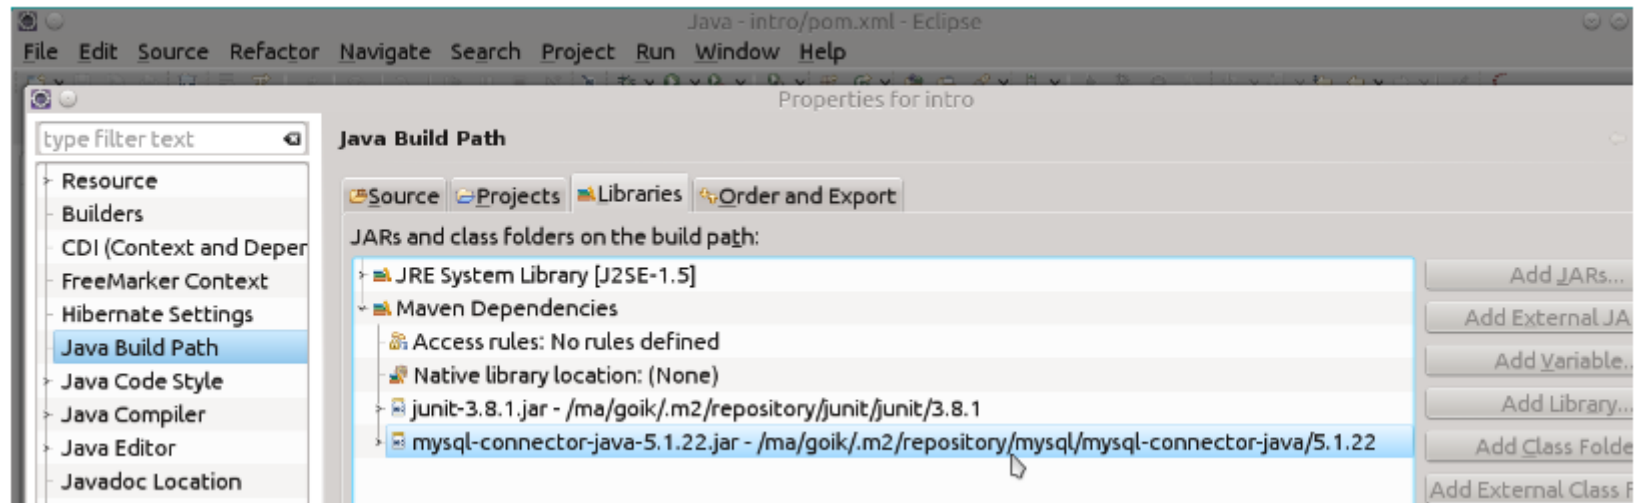 Java - intro/pom.xml - Eclipse
File Edit Source Refactor Navigate Search Project Run Window Help
Properties for intro
type filter text
Java Build Path
Resource
Builders
CDI (Context and Deper
FreeMarker Context
Hibernate Settings
Java Build Path
Java Code Style
Java Compiler
Java Editor
Javadoc Location
Source Projects Libraries Order and Export
JARs and class folders on the build path:
JRE System Library [J2SE-1.5]
Maven Dependencies
Access rules: No rules defined
Native library location: (None)
junit-3.8.1.jar - /ma/goik/.m2/repository/junit/junit/3.8.1
mysql-connector-java-5.1.22.jar - /ma/goik/.m2/repository/mysql/mysql-connector-java/5.1.22
Add JARs...
Add External JA
Add Variable..
Add Library...
Add Class Folde
Add External Class F